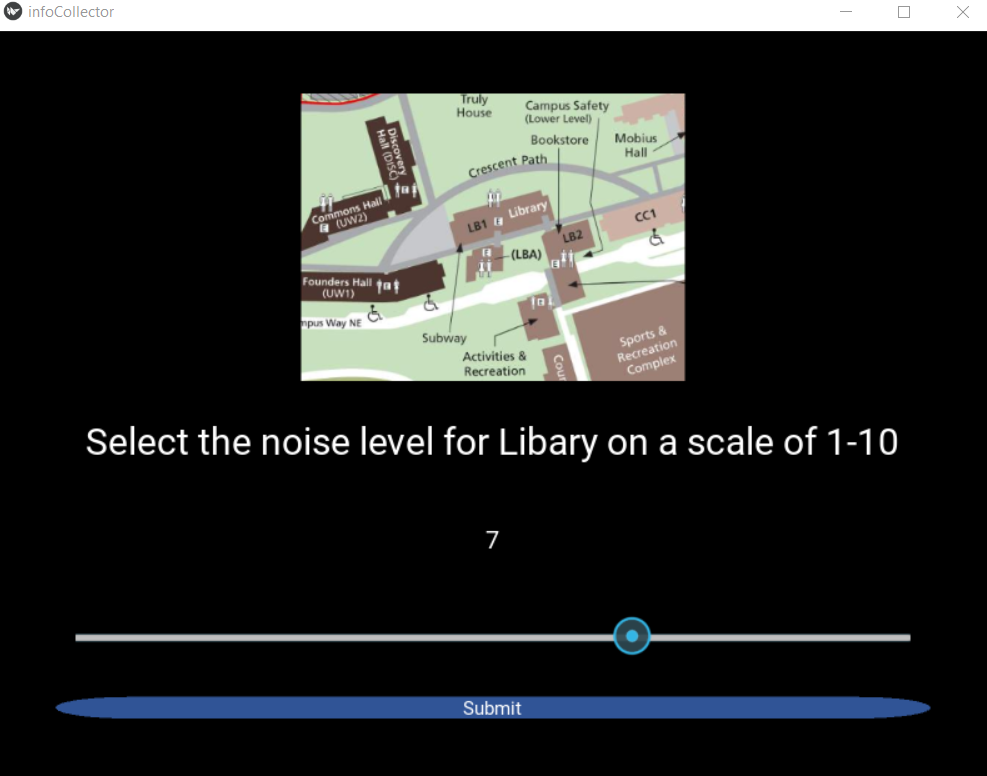 infoCollector
Truly
House
Campus Safety
(Lower Level)
Bookstore
Mobius
Hall
Discovery
Hall (DISC)
Crescent Path
Commons Hall
(UW2)
E
E
LB1
Library
E
CC1
LB2
E
(LBA)
E
Founders Hall
(UW1)
E
E
mpus Way NE
Subway
Activities &
Recreation
Sports &
Recreation
Complex
Cour
Select the noise level for Libary on a scale of 1-10
7
Submit